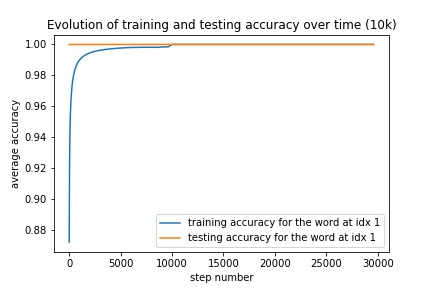 Evolution of training and testing accuracy over time (10k)
1.00
0.98
0.96
0.94
0.92
0.90
0.88
average accuracy
training accuracy for the word at idx 1
testing accuracy for the word at idx 1
0 5000 10000 15000 20000 25000 30000
step number